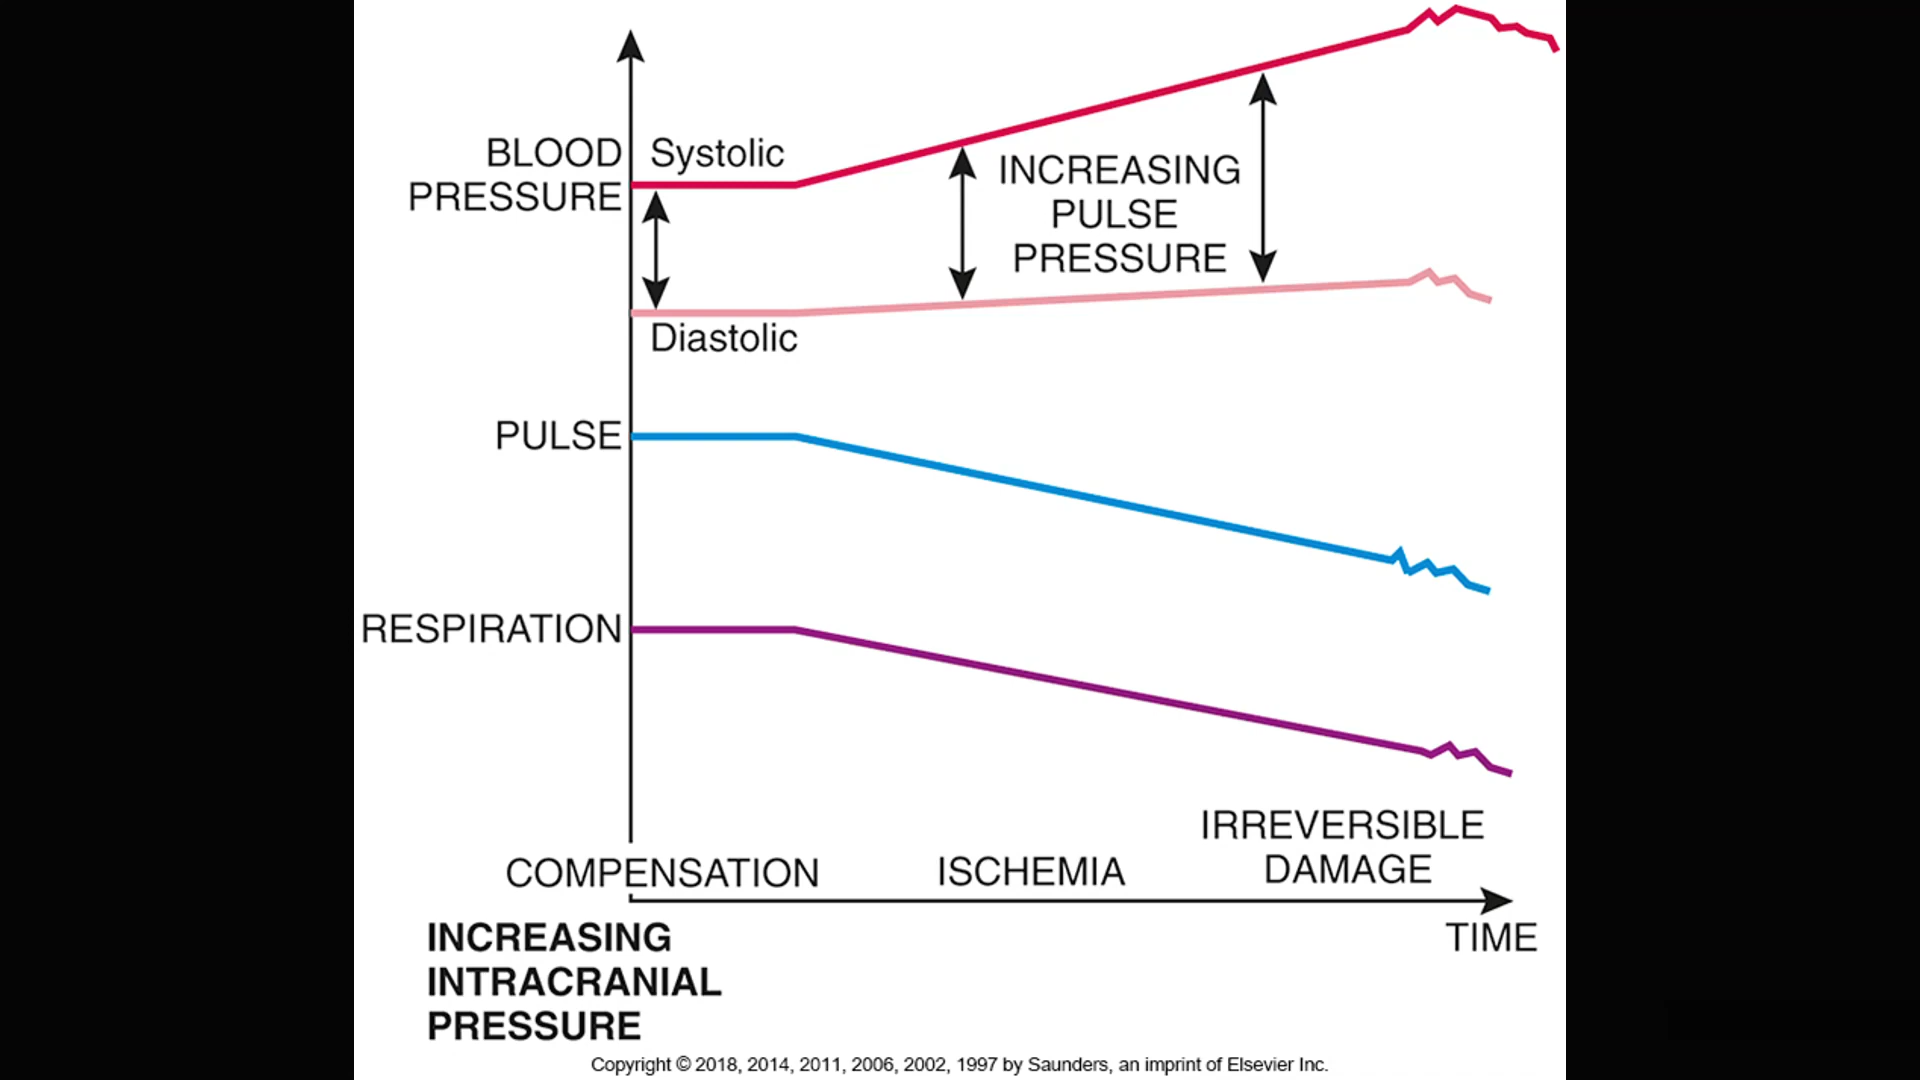 BLOOD
PRESSURE
Systolic
INCREASING
PULSE
PRESSURE
Diastolic
PULSE
RESPIRATION
IRREVERSIBLE
DAMAGE
COMPENSATION
ISCHEMIA
TIME
INCREASING
INTRACRANIAL
PRESSURE
Copyright © 2018, 2014, 2011, 2006, 2002, 1997 by Saunders, an imprint of Elsevier Inc.